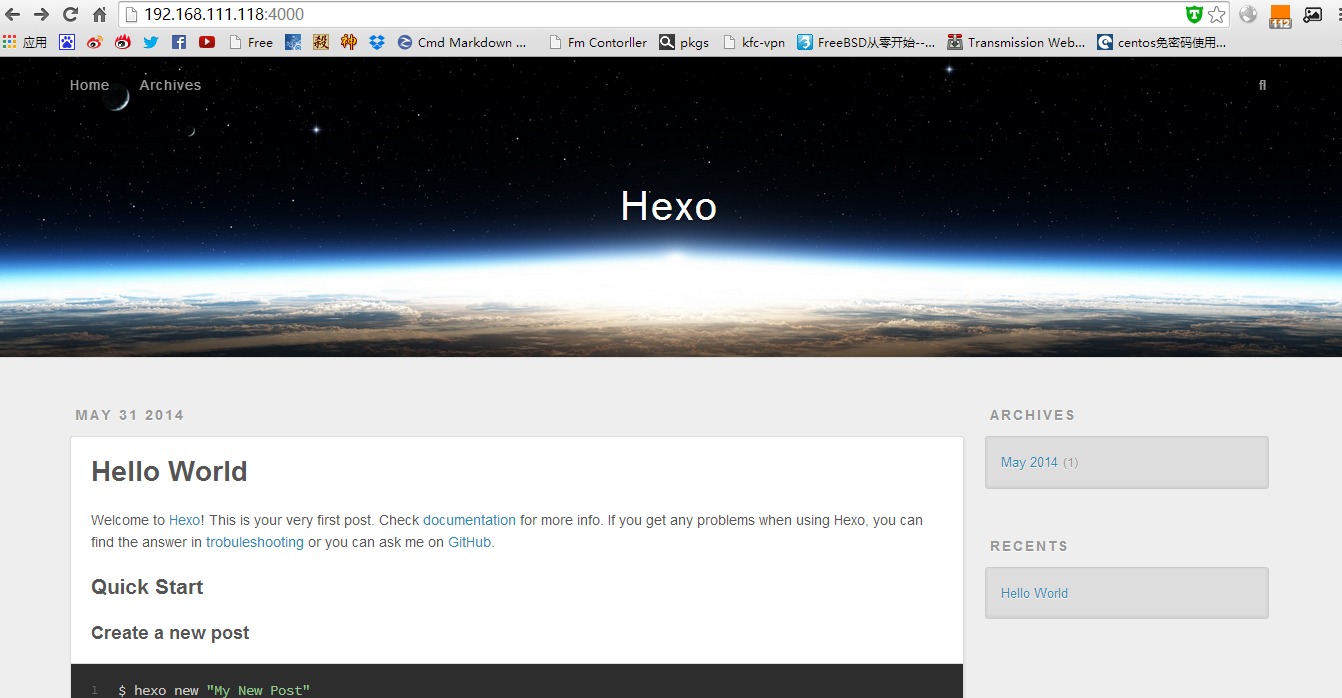 192.168.111.118:4000
112
应用 Free Cmd Markdown ... Fm Contorller pkgs kfc-vpn FreeBSD从零开始--... Transmission Web... centos免密码使用...
Home Archives
Hexo
MAY 31 2014
Hello World
Welcome to Hexo! This is your very first post. Check documentation for more info. If you get any problems when using Hexo, you can
find the answer in trobuleshooting or you can ask me on GitHub.
Quick Start
Create a new post
1 $ hexo new "My New Post"
ARCHIVES
May 2014 (1)
RECENTS
Hello World